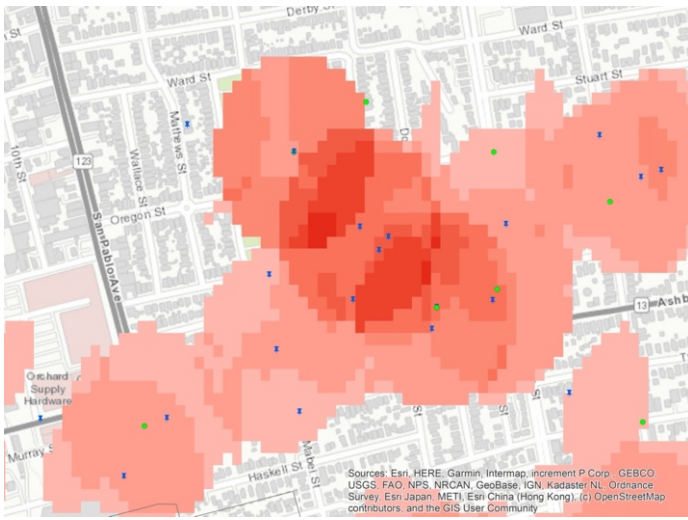 Derby St
Ward St
Ward St
Stuart St
Mathews St
10th St
123
Wallace St
Oregon St
San Pablo Ave
13
Ashb
Orchard
Supply
Hardware
Murray S
Mabel St
Haskell St
St
St
St
Sources: Esri, HERE, Garmin, Intermap, increment P Corp., GEBCO,
USGS, FAO, NPS, NRCAN, GeoBase, IGN, Kadaster NL, Ordnance
Survey, Esri Japan, METI, Esri China (Hong Kong), (c) OpenStreetMap
contributors, and the GIS User Community